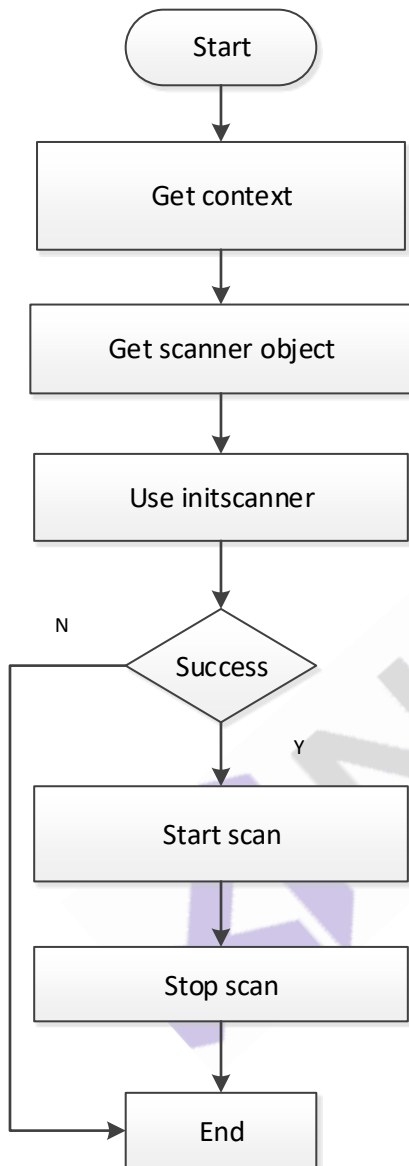 Start
Get context
Get scanner object
Use initscanner
N
Success
Y
Start scan
Stop scan
End